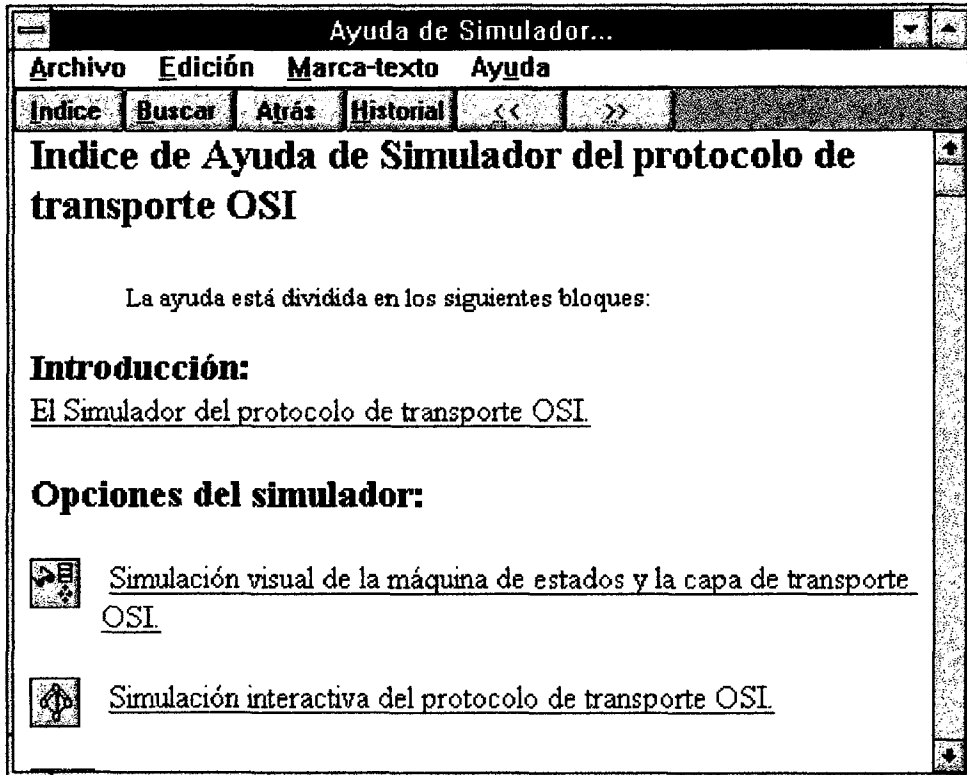 Ayuda de Simulador...
Archivo Edición Marca-texto Ayuda
Indice Buscar Atrás Historial << >>
Indice de Ayuda de Simulador del protocolo de
transporte OSI
La ayuda está dividida en los siguientes bloques:
Introducción:
El Simulador del protocolo de transporte OSI.
Opciones del simulador:
Simulación visual de la máquina de estados y la capa de transporte
OSI.
Simulación interactiva del protocolo de transporte OSI.